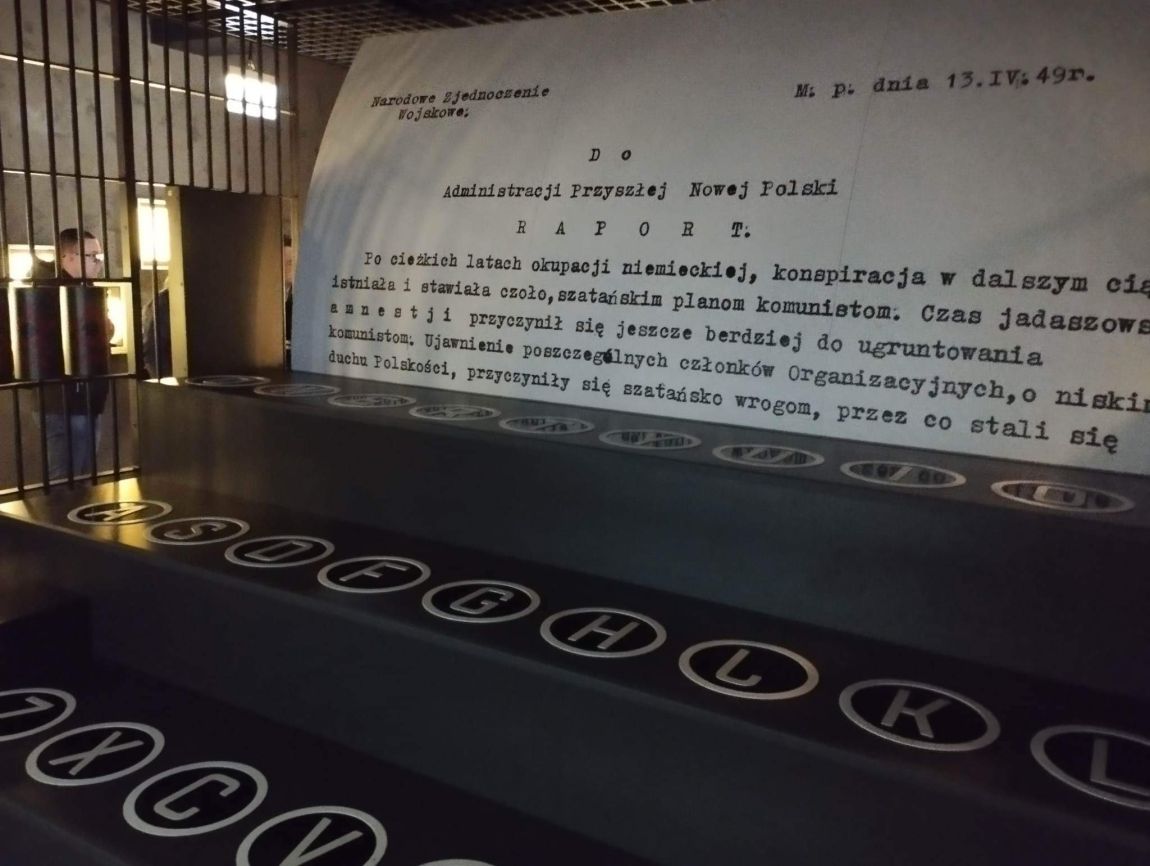 Narodowe Zjednoczenie
Wojskowe.
M. p. dnia 13.IV.49r.
D o
Administracji Przyszłej Nowej Polski
R A P O R T.
Po cieżkich latach okupacji niemieckiej, konspiracja w dalszym cią
istniała i stawiała czoło,szatańskim planom komunistom. Czas jadaszows
a m n e s t j i przyczynił się jeszcze berdziej do ugruntowania
komunistom. Ujawnienie poszczególnych członków Organizacyjnych,o niskim
duchu Polskości, przyczyniły się szatańsko wrogom, przez co stali się
A S D F G H K L
X C V